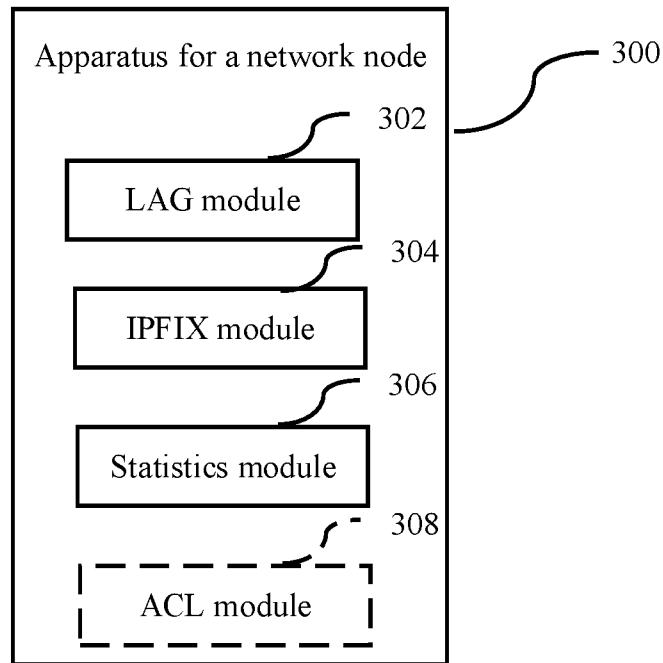 Apparatus for a network node
300
302
LAG module
304
IPFIX module
306
Statistics module
308
ACL module